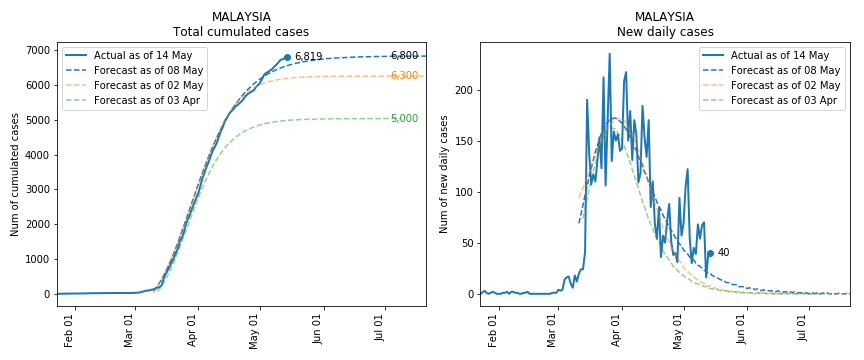 MALAYSIA
Total cumulated cases
Actual as of 14 May
Forecast as of 08 May
Forecast as of 02 May
Forecast as of 03 Apr
6,819
6,800
6,300
5,000
7000
6000
5000
4000
3000
2000
1000
0
Num of cumulated cases
Feb 01
Mar 01
Apr 01
May 01
Jun 01
Jul 01
MALAYSIA
New daily cases
Actual as of 14 May
Forecast as of 08 May
Forecast as of 02 May
Forecast as of 03 Apr
40
200
150
100
50
0
Num of new daily cases
Feb 01
Mar 01
Apr 01
May 01
Jun 01
Jul 01